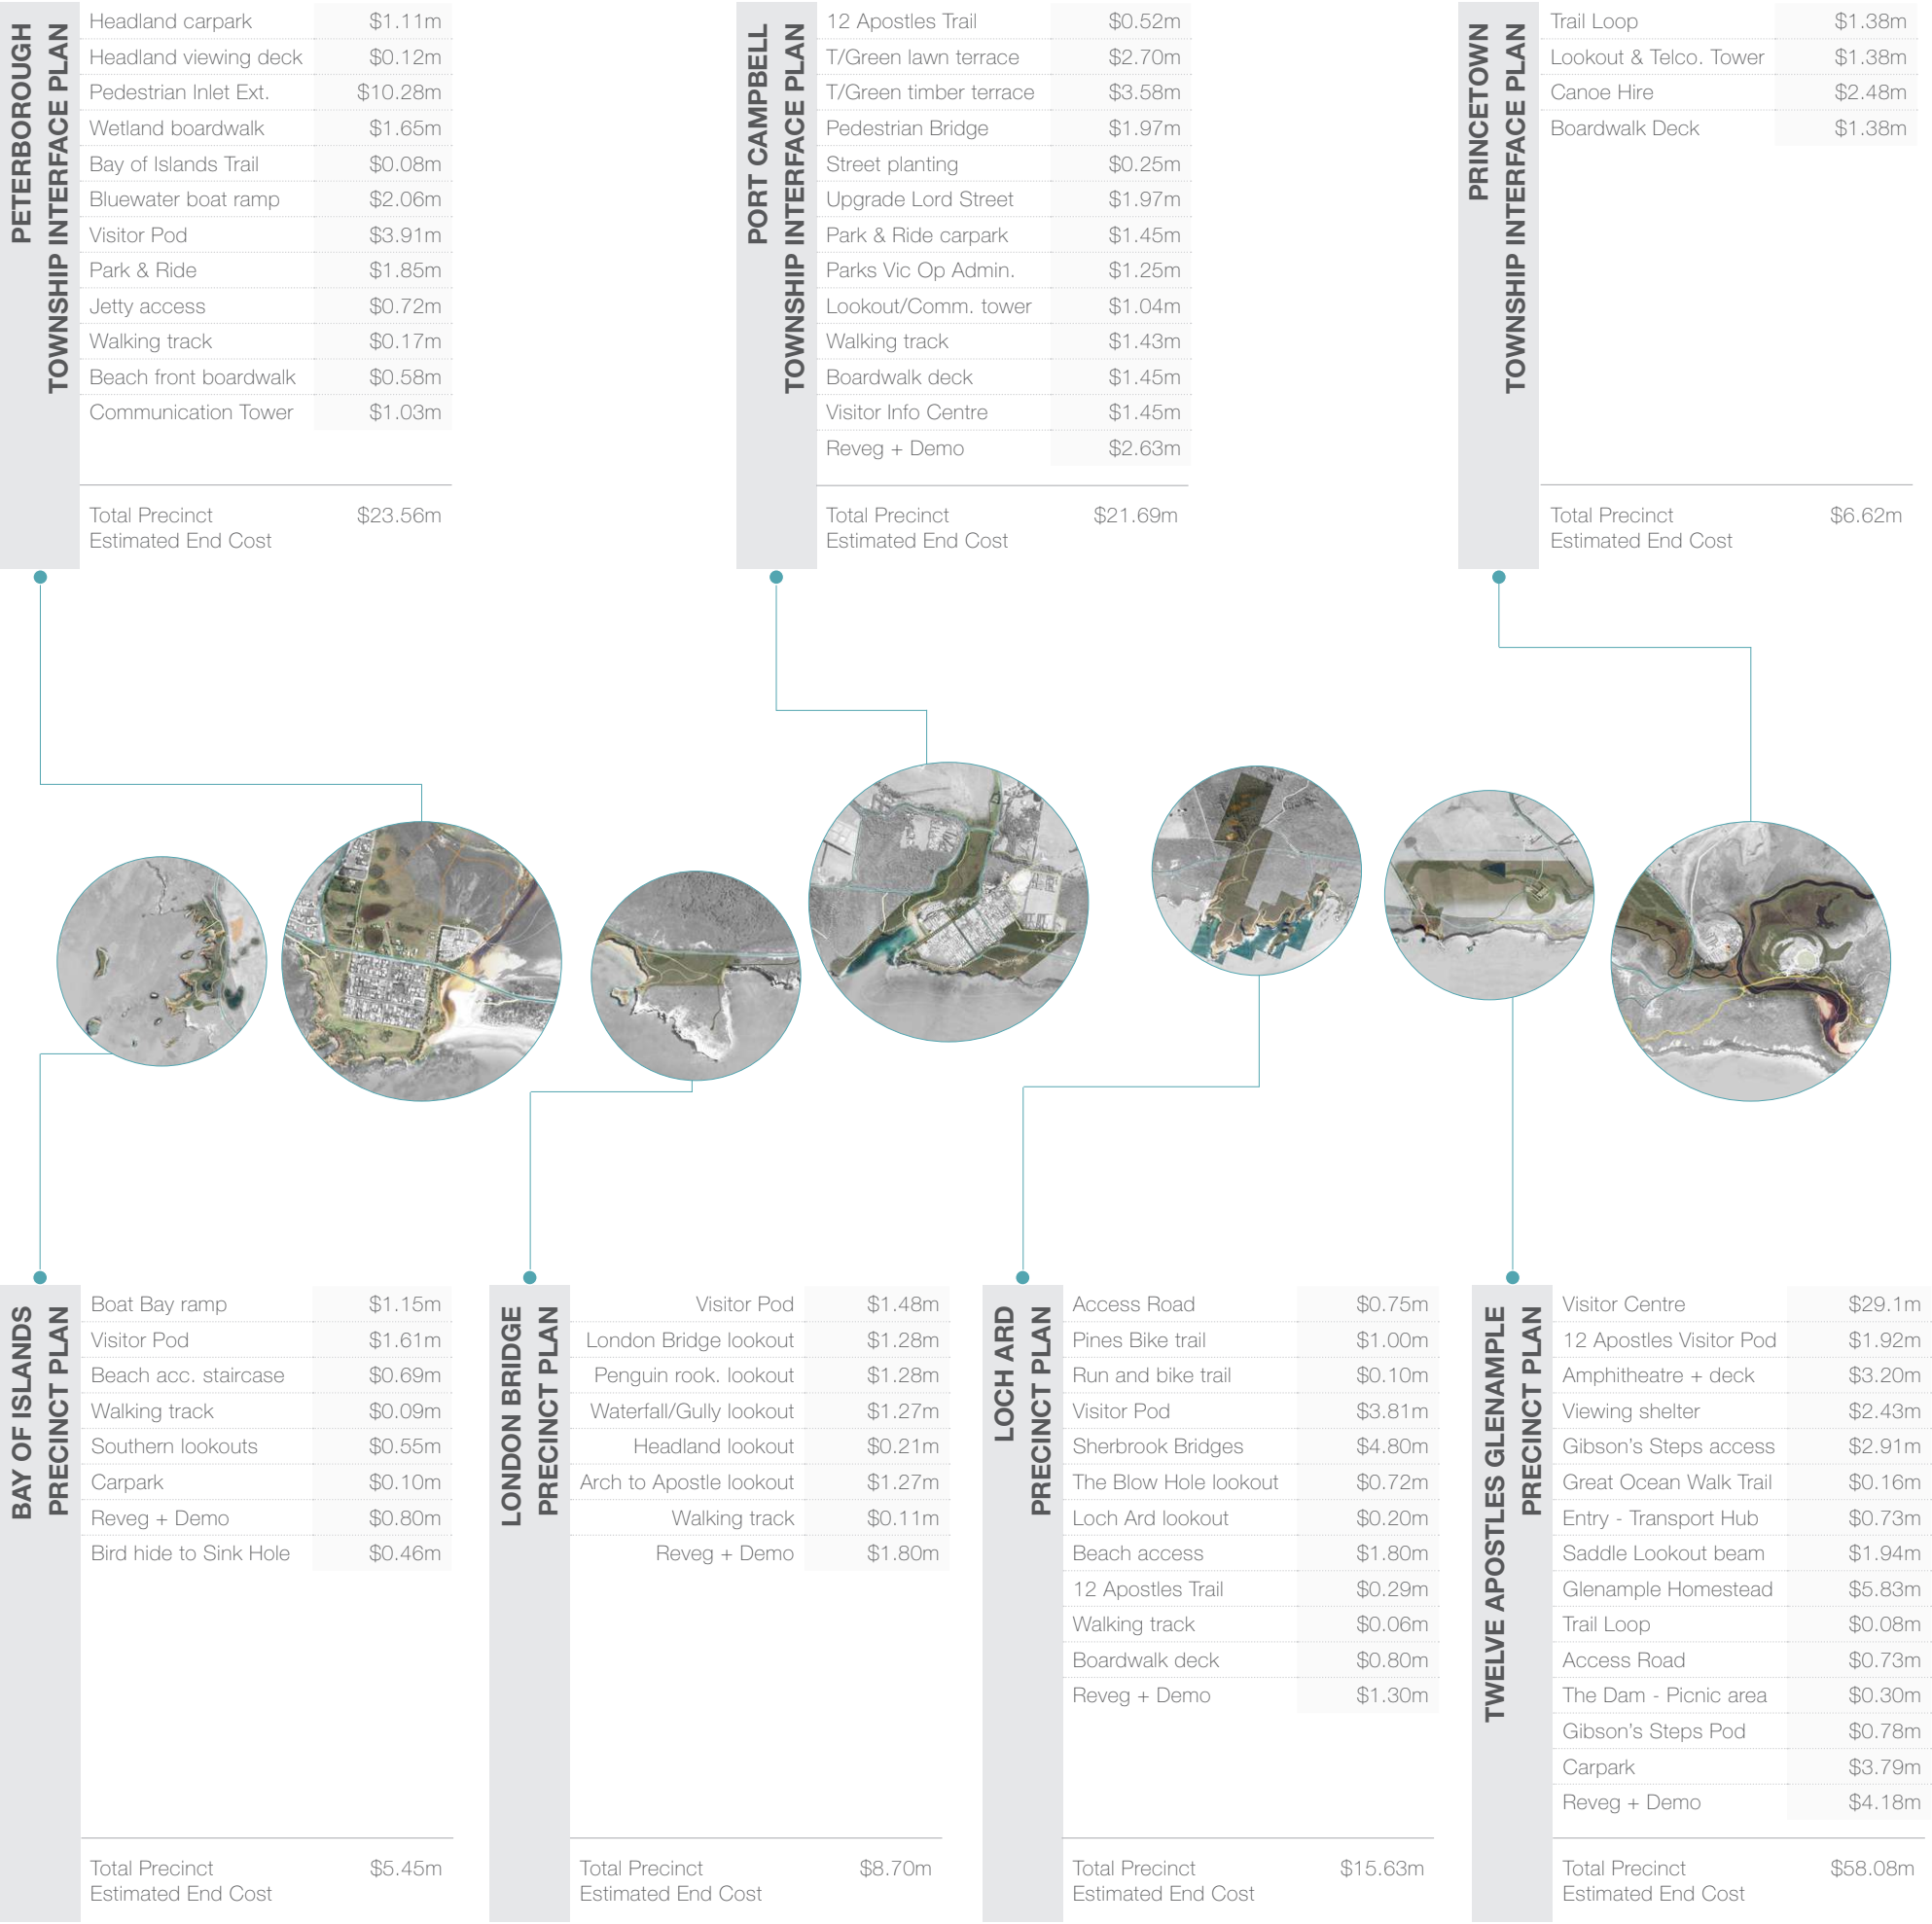 PETERBOROUGH
TOWNSHIP INTERFACE PLAN
Headland carpark $1.11m
Headland viewing deck $0.12m
Pedestrian Inlet Ext. $10.28m
Wetland boardwalk $1.65m
Bay of Islands Trail $0.08m
Bluewater boat ramp $2.06m
Visitor Pod $3.91m
Park & Ride $1.85m
Jetty access $0.72m
Walking track $0.17m
Beach front boardwalk $0.58m
Communication Tower $1.03m
Total Precinct $23.56m
Estimated End Cost
PORT CAMPBELL
TOWNSHIP INTERFACE PLAN
12 Apostles Trail $0.52m
T/Green lawn terrace $2.70m
T/Green timber terrace $3.58m
Pedestrian Bridge $1.97m
Street planting $0.25m
Upgrade Lord Street $1.97m
Park & Ride carpark $1.45m
Parks Vic Op Admin. $1.25m
Lookout/Comm. tower $1.04m
Walking track $1.43m
Boardwalk deck $1.45m
Visitor Info Centre $1.45m
Reveg + Demo $2.63m
Total Precinct $21.69m
Estimated End Cost
PRINCETOWN
TOWNSHIP INTERFACE PLAN
Trail Loop $1.38m
Lookout & Telco. Tower $1.38m
Canoe Hire $2.48m
Boardwalk Deck $1.38m
Total Precinct $6.62m
Estimated End Cost
BAY OF ISLANDS
PRECINCT PLAN
Boat Bay ramp $1.15m
Visitor Pod $1.61m
Beach acc. staircase $0.69m
Walking track $0.09m
Southern lookouts $0.55m
Carpark $0.10m
Reveg + Demo $0.80m
Bird hide to Sink Hole $0.46m
Total Precinct $5.45m
Estimated End Cost
LONDON BRIDGE
PRECINCT PLAN
Visitor Pod $1.48m
London Bridge lookout $1.28m
Penguin rook. lookout $1.28m
Waterfall/Gully lookout $1.27m
Headland lookout $0.21m
Arch to Apostle lookout $1.27m
Walking track $0.11m
Reveg + Demo $1.80m
Total Precinct $8.70m
Estimated End Cost
LOCH ARD
PRECINCT PLAN
Access Road $0.75m
Pines Bike trail $1.00m
Run and bike trail $0.10m
Visitor Pod $3.81m
Sherbrook Bridges $4.80m
The Blow Hole lookout $0.72m
Loch Ard lookout $0.20m
Beach access $1.80m
12 Apostles Trail $0.29m
Walking track $0.06m
Boardwalk deck $0.80m
Reveg + Demo $1.30m
Total Precinct $15.63m
Estimated End Cost
TWELVE APOSTLES GLENAMPLE
PRECINCT PLAN
Visitor Centre $29.1m
12 Apostles Visitor Pod $1.92m
Amphitheatre + deck $3.20m
Viewing shelter $2.43m
Gibson's Steps access $2.91m
Great Ocean Walk Trail $0.16m
Entry - Transport Hub $0.73m
Saddle Lookout beam $1.94m
Glenample Homestead $5.83m
Trail Loop $0.08m
Access Road $0.73m
The Dam - Picnic area $0.30m
Gibson's Steps Pod $0.78m
Carpark $3.79m
Reveg + Demo $4.18m
Total Precinct $58.08m
Estimated End Cost